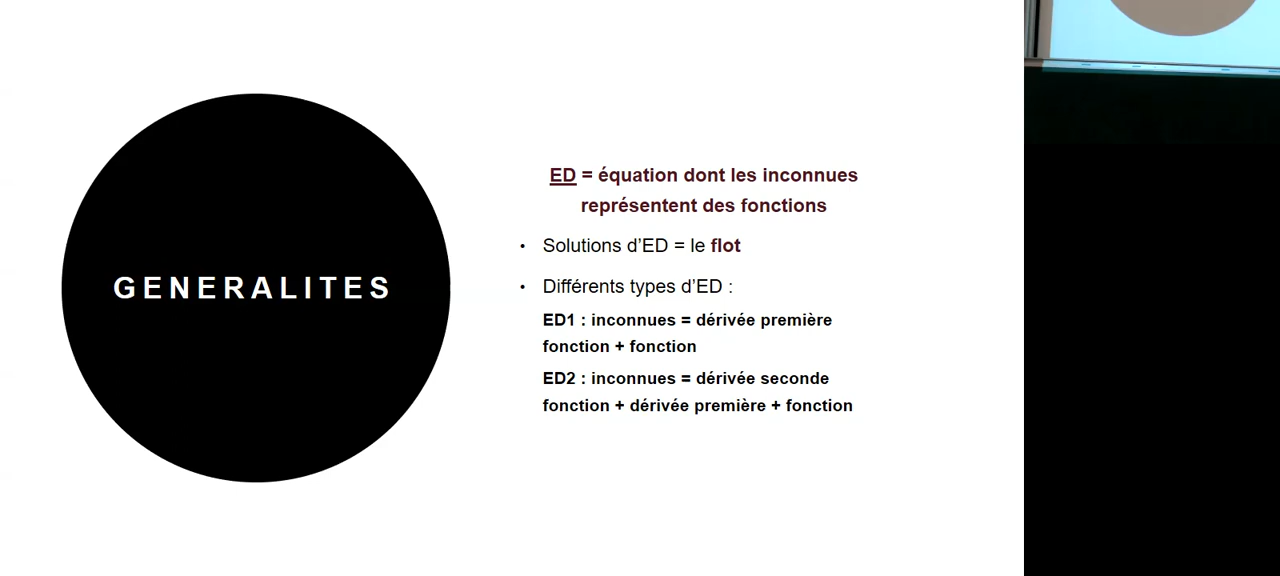 GENERALITES
ED = équation dont les inconnues
représentent des fonctions
• Solutions d’ED = le flot
• Différents types d’ED :
ED1 : inconnues = dérivée première
fonction + fonction
ED2 : inconnues = dérivée seconde
fonction + dérivée première + fonction